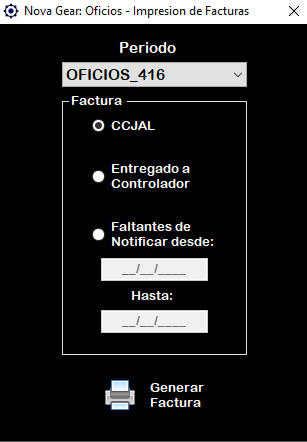 Nova Gear: Oficios - Impresion de Facturas
Periodo
OFICIOS_416
Factura
CCJAL
Entregado a
Controlador
Faltantes de
Notificar desde:
__/__/____
Hasta:
__/__/____
Generar
Factura